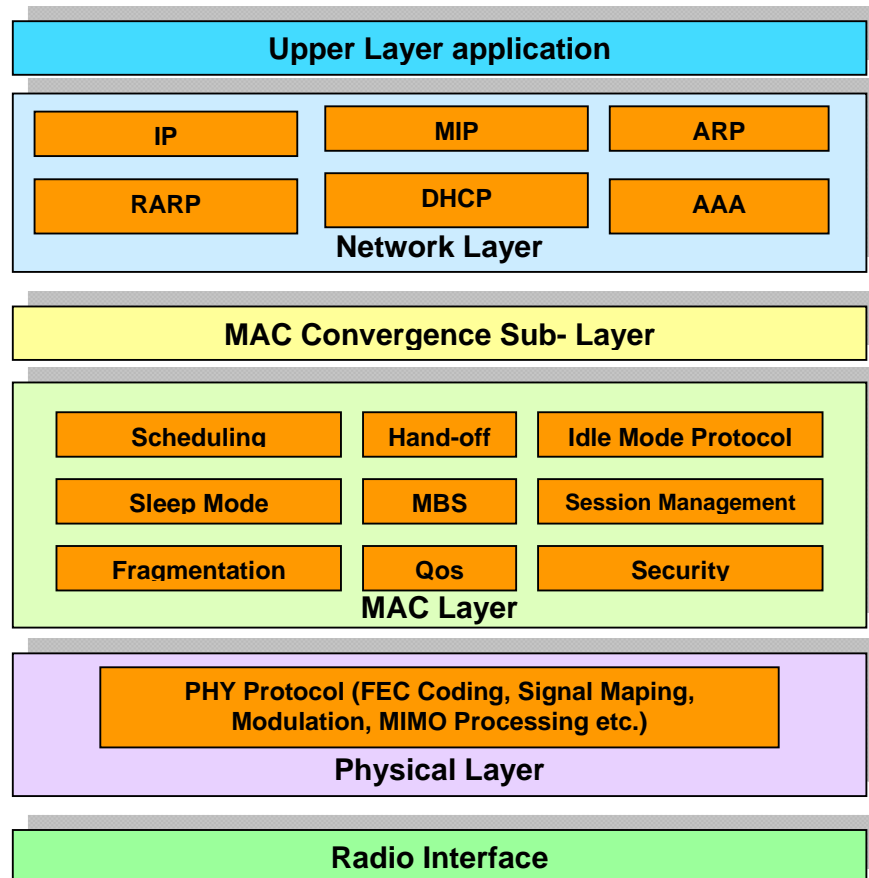 Upper Layer application
IP MIP ARP
RARP DHCP AAA
Network Layer
MAC Convergence Sub- Layer
Scheduling Hand-off Idle Mode Protocol
Sleep Mode MBS Session Management
Fragmentation Qos Security
MAC Layer
PHY Protocol (FEC Coding, Signal Maping,
Modulation, MIMO Processing etc.)
Physical Layer
Radio Interface